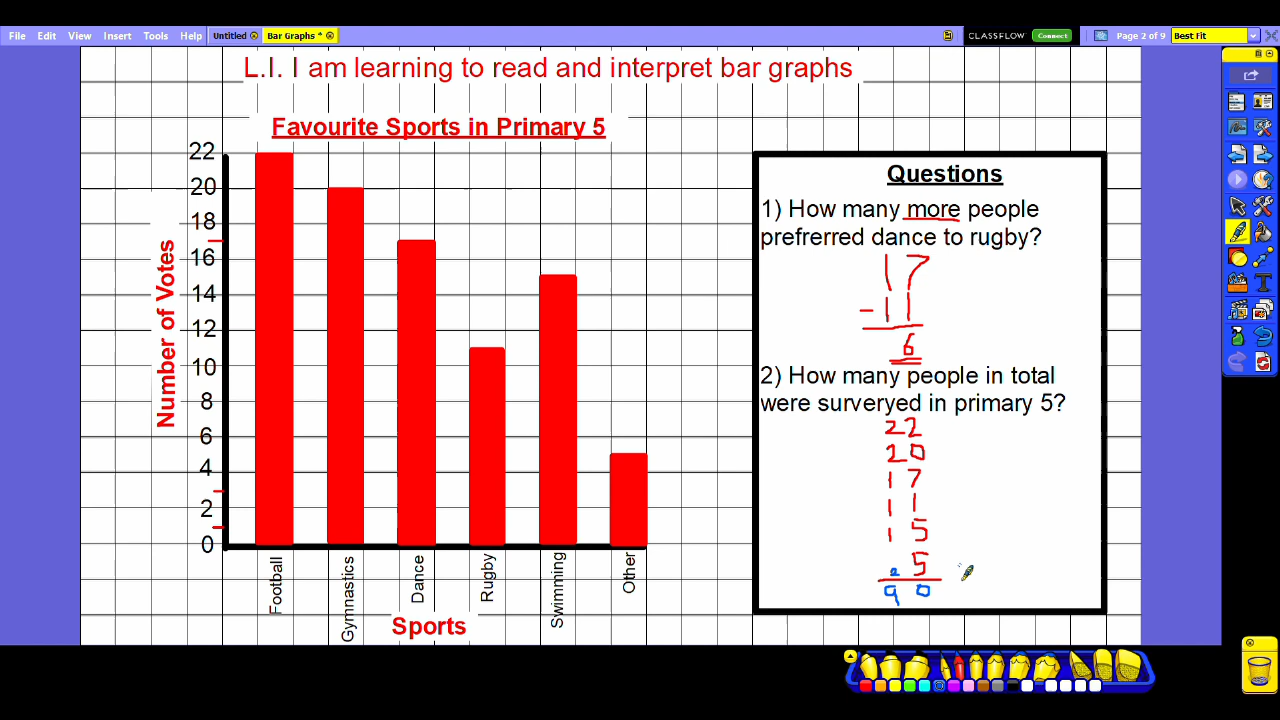 File Edit View Insert Tools Help Untitled Bar Graphs * CLASSFLOW Connect Page 2 of 9 Best Fit
L.I. I am learning to read and interpret bar graphs
Favourite Sports in Primary 5
22
20
18
16
14
12
10
8
6
4
2
0
Number of Votes
Football
Gymnastics
Dance
Rugby
Swimming
Other
Sports
Questions
1) How many more people
prefrerred dance to rugby?
17
-11
6
2) How many people in total
were surveryed in primary 5?
22
20
17
11
15
5
2
90